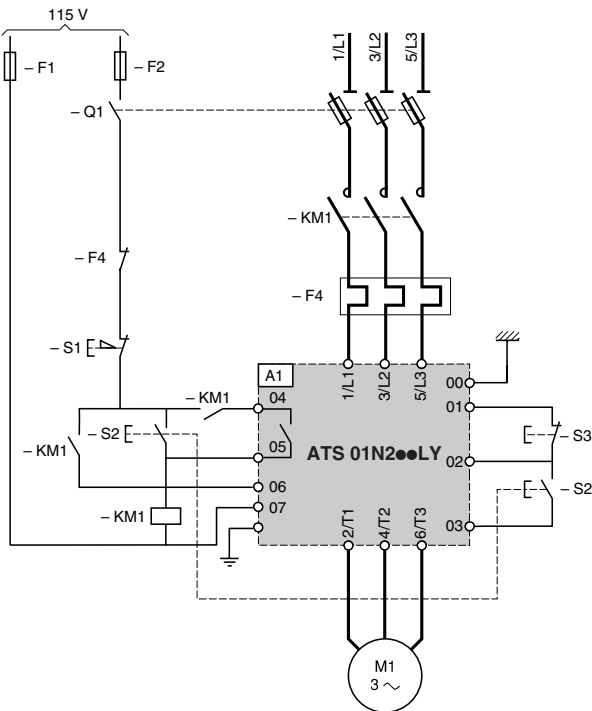 115 V
– F1
– F2
1/L1
3/L2
5/L3
– Q1
– KM1
– F4
– F4
– S1
A1
1/L1
3/L2
5/L3
00
– KM1
04
01
– S2
– S3
– KM1
05
ATS 01N2●●LY
02
06
– S2
– KM1
07
2/T1
4/T2
6/T3
03
M1
3 ~